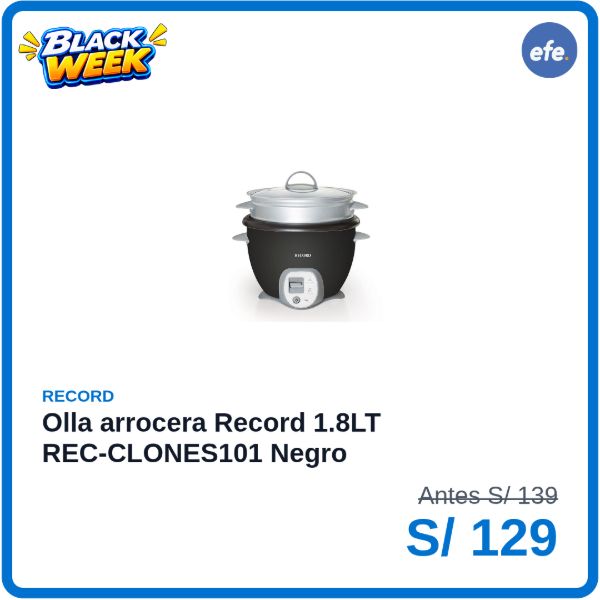 BLACK
WEEK
efe.
RECORD
RECORD
Olla arrocera Record 1.8LT
REC-CLONES101 Negro
Antes S/ 139
S/ 129